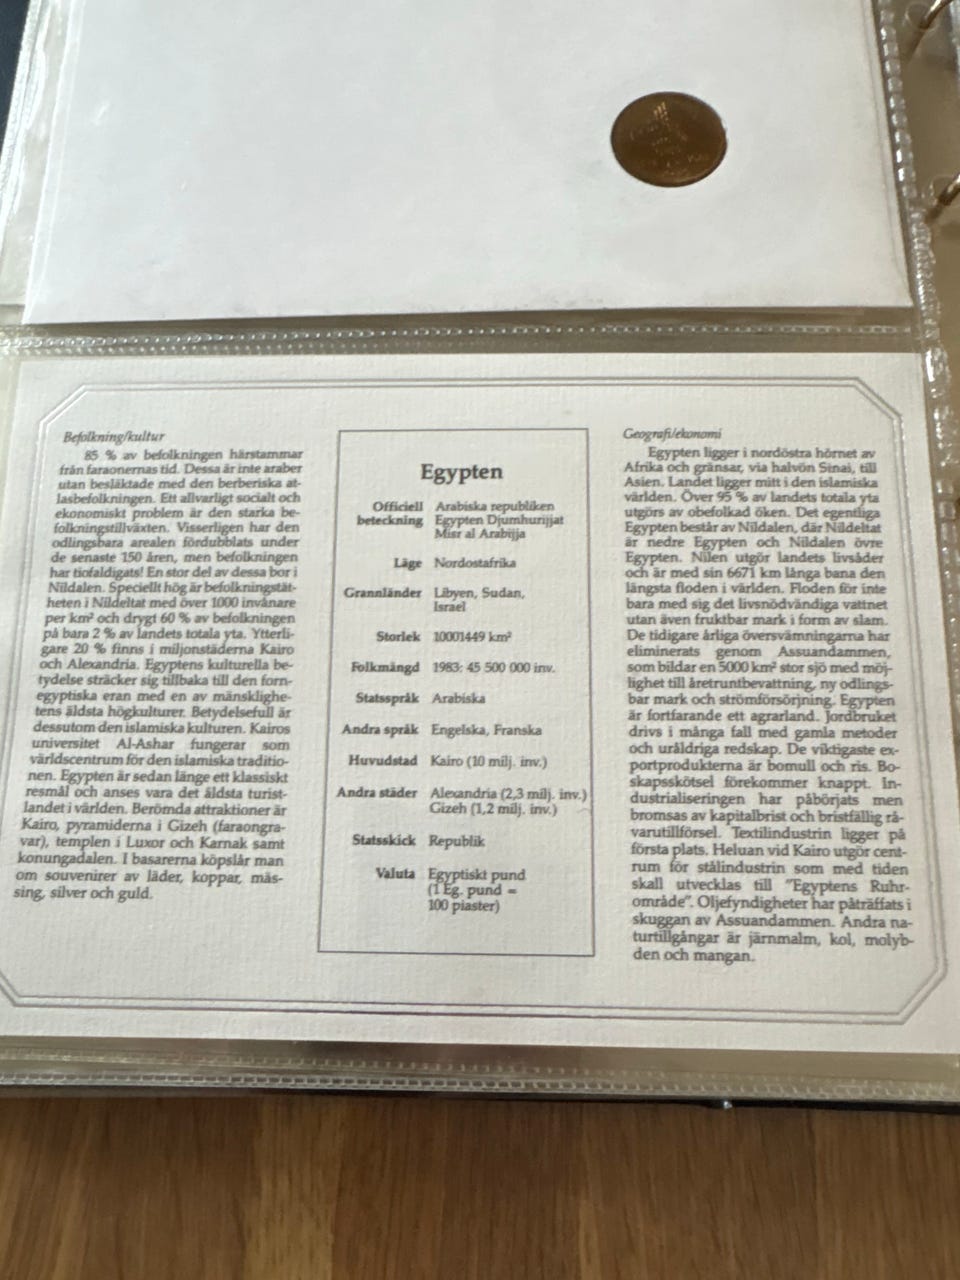 Befolkning/kultur
85 % av befolkningen härstammar
från faraonernas tid. Dessa är inte araber
utan besläktade med den berberiska at-
lasbefolkningen. Ett allvarligt socialt och
ekonomiskt problem är den starka be-
folkningstillväxten. Visserligen har den
odlingsbara arealen fördubblats under
de senaste 150 åren, men befolkningen
har tiofaldigats! En stor del av dessa bor i
Nildalen. Speciellt hög är befolkningstät-
heten i Nildeltat med över 1000 invånare
per km² och drygt 60 % av befolkningen
på bara 2 % av landets totala yta. Ytterli-
gare 20 % finns i miljonstäderna Kairo
och Alexandria. Egyptens kulturella be-
tydelse sträcker sig tillbaka till den forn-
egyptiska eran med en av mänsklighe-
tens äldsta högkulturer. Betydelsefull är
dessutom den islamiska kulturen. Kairos
universitet Al-Ashar fungerar som
världscentrum för den islamiska traditio-
nen. Egypten är sedan länge ett klassiskt
resmål och anses vara det äldsta turist-
landet i världen. Berömda attraktioner är
Kairo, pyramiderna i Gizeh (faraongra-
var), templen i Luxor och Karnak samt
konungadalen. I basarerna köpslår man
om souvenirer av läder, koppar, mäs-
sing, silver och guld.
Egypten
Officiell beteckning Arabiska republiken
Egypten Djumhurijjat
Misr al Arabijja
Läge Nordostafrika
Grannländer Libyen, Sudan,
Israel
Storlek 10001449 km²
Folkmängd 1983: 45 500 000 inv.
Statsspråk Arabiska
Andra språk Engelska, Franska
Huvudstad Kairo (10 milj. inv.)
Andra städer Alexandria (2,3 milj. inv.)
Gizeh (1,2 milj. inv.)
Statsskick Republik
Valuta Egyptiskt pund
(1 Eg. pund =
100 piaster)
Geografi/ekonomi
Egypten ligger i nordöstra hörnet av
Afrika och gränsar, via halvön Sinai, till
Asien. Landet ligger mitt i den islamiska
världen. Över 95 % av landets totala yta
utgörs av obefolkad öken. Det egentliga
Egypten består av Nildalen, där Nildeltat
är nedre Egypten och Nildalen övre
Egypten. Nilen utgör landets livsåder
och är med sin 6671 km långa bana den
längsta floden i världen. Floden för inte
bara med sig det livsnödvändiga vattnet
utan även fruktbar mark i form av slam.
De tidigare årliga översvämningarna har
eliminerats genom Assuandammen,
som bildar en 5000 km² stor sjö med möj-
lighet till åretruntbevattning, ny odlings-
bar mark och strömförsörjning. Egypten
är fortfarande ett agrarland. Jordbruket
drivs i många fall med gamla metoder
och uråldriga redskap. De viktigaste ex-
portprodukterna är bomull och ris. Bo-
skapsskötsel förekommer knappt. In-
dustrialiseringen har påbörjats men
bromsas av kapitalbrist och bristfällig rå-
varutillförsel. Textilindustrin ligger på
första plats. Heluan vid Kairo utgör cent-
rum för stålindustrin som med tiden
skall utvecklas till "Egyptens Ruhr-
område". Oljefyndigheter har påträffats i
skuggan av Assuandammen. Andra na-
turtillgångar är järnmalm, kol, molyb-
den och mangan.